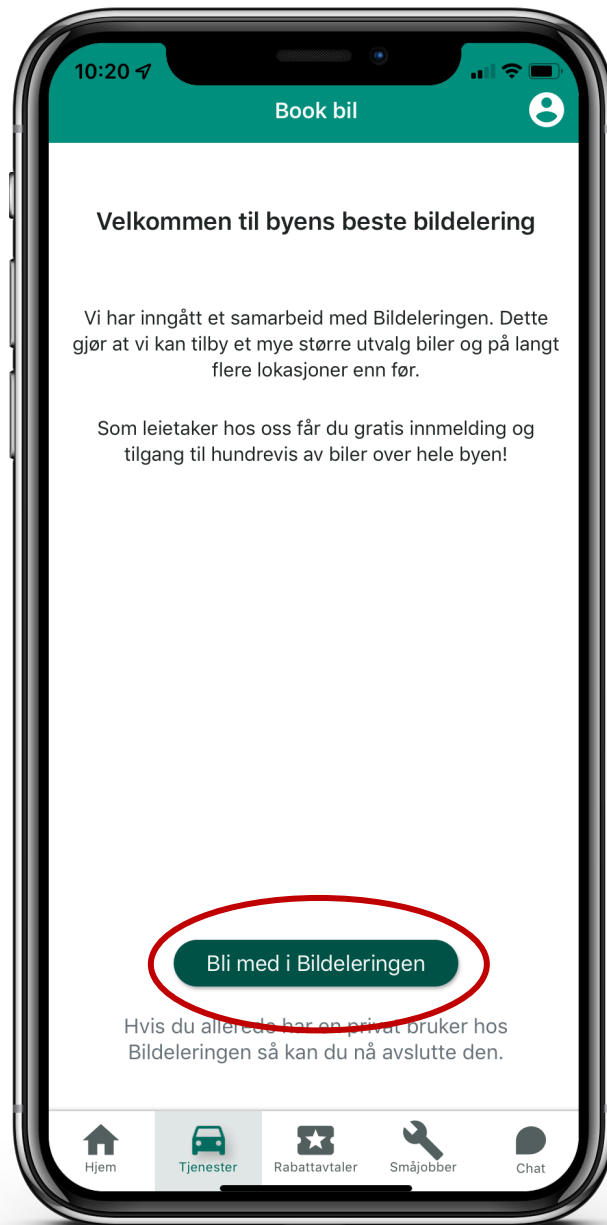 10:20
Book bil
Velkommen til byens beste bildelering
Vi har inngått et samarbeid med Bildeleringen. Dette
gjør at vi kan tilby et mye større utvalg biler og på langt
flere lokasjoner enn før.
Som leietaker hos oss får du gratis innmelding og
tilgang til hundrevis av biler over hele byen!
Bli med i Bildeleringen
Hvis du allerede har en privat bruker hos
Bildeleringen så kan du nå avslutte den.
Hjem
Tjenester
Rabattavtaler
Småjobber
Chat